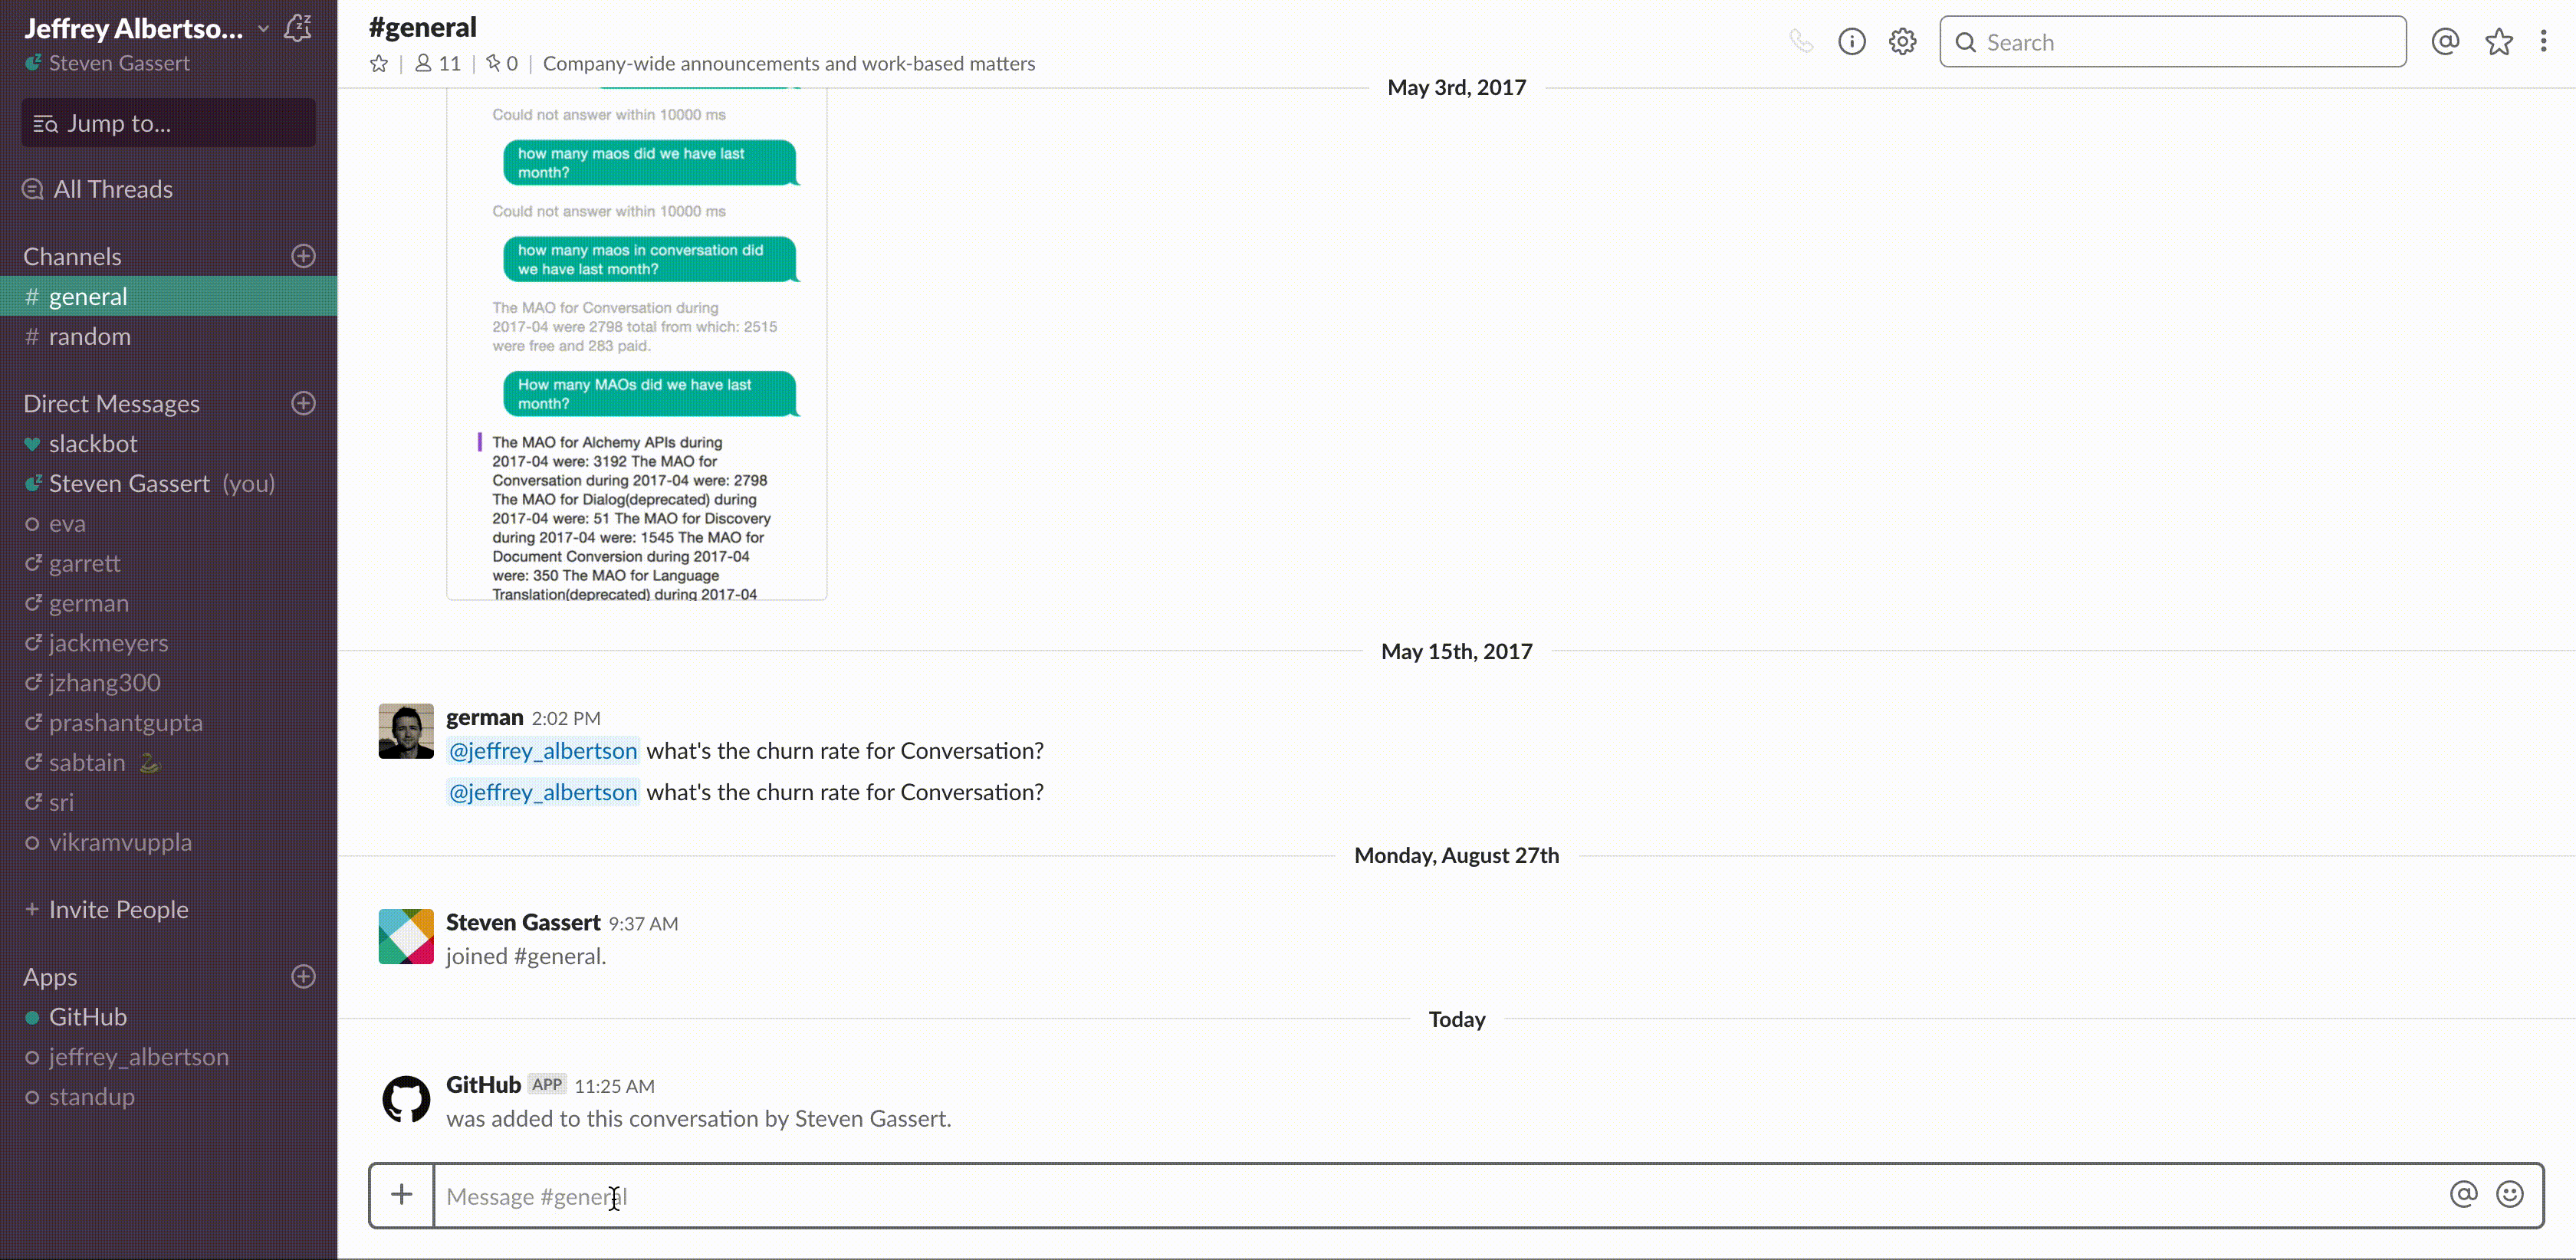 Jeffrey Albertso...
Steven Gassert
Jump to...
All Threads
Channels
# general
# random
Direct Messages
slackbot
Steven Gassert (you)
eva
garrett
german
jackmeyers
jzhang300
prashantgupta
sabtain
sri
vikramvuppla
+ Invite People
Apps
GitHub
jeffrey_albertson
standup
#general
11 | 0 | Company-wide announcements and work-based matters
Search
May 3rd, 2017
Could not answer within 10000 ms
how many maos did we have last
month?
Could not answer within 10000 ms
how many maos in conversation did
we have last month?
The MAO for Conversation during
2017-04 were 2798 total from which: 2515
were free and 283 paid.
How many MAOs did we have last
month?
The MAO for Alchemy APIs during
2017-04 were: 3192 The MAO for
Conversation during 2017-04 were: 2798
The MAO for Dialog(deprecated) during
2017-04 were: 51 The MAO for Discovery
during 2017-04 were: 1545 The MAO for
Document Conversion during 2017-04
were: 350 The MAO for Language
Translation(deprecated) during 2017-04
May 15th, 2017
german 2:02 PM
@jeffrey_albertson what's the churn rate for Conversation?
@jeffrey_albertson what's the churn rate for Conversation?
Monday, August 27th
Steven Gassert 9:37 AM
joined #general.
Today
GitHub APP 11:25 AM
was added to this conversation by Steven Gassert.
Message #general